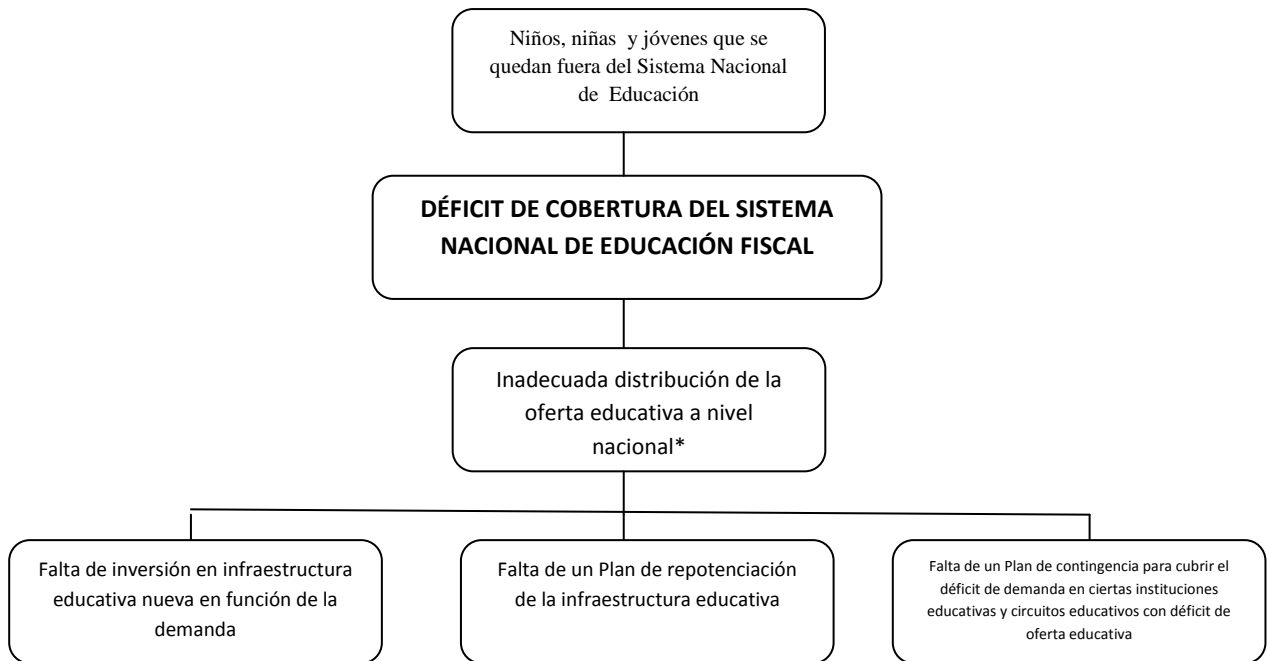 Niños, niñas y jóvenes que se
quedan fuera del Sistema Nacional
de Educación
DÉFICIT DE COBERTURA DEL SISTEMA
NACIONAL DE EDUCACIÓN FISCAL
Inadecuada distribución de la
oferta educativa a nivel
nacional*
Falta de inversión en infraestructura
educativa nueva en función de la
demanda
Falta de un Plan de repotenciación
de la infraestructura educativa
Falta de un Plan de contingencia para cubrir el
déficit de demanda en ciertas instituciones
educativas y circuitos educativos con déficit de
oferta educativa